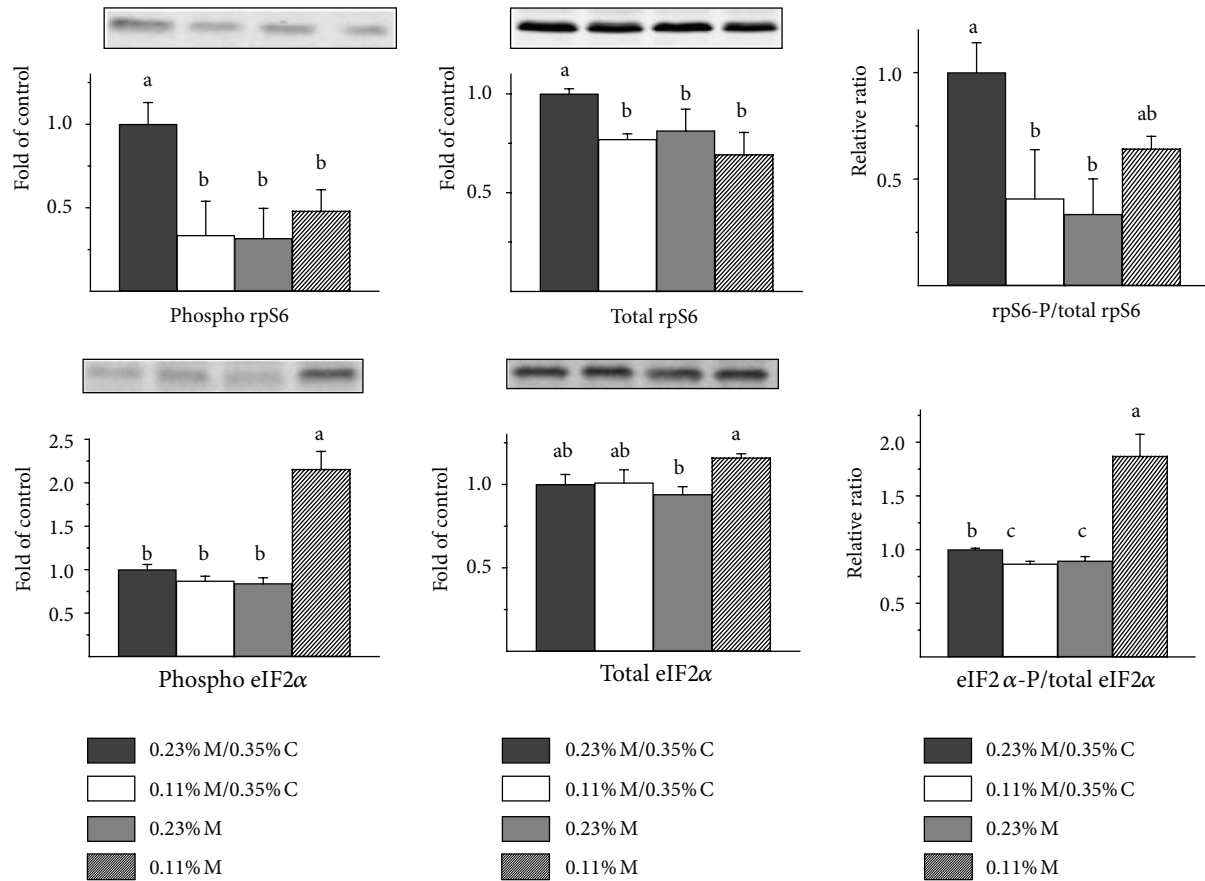 Fold of control
1.0
0.5
a
b
b
b
Phospho rpS6
Fold of control
1.0
0.5
a
b
b
b
Total rpS6
Relative ratio
1.0
0.5
a
b
b
ab
rpS6-P/total rpS6
Fold of control
2.5
2.0
1.5
1.0
0.5
b
b
b
a
Phospho eIF2α
Fold of control
1.0
0.5
ab
ab
b
a
Total eIF2α
Relative ratio
2.0
1.5
1.0
0.5
b
c
c
a
eIF2 α-P/total eIF2α
0.23% M/0.35% C
0.11% M/0.35% C
0.23% M
0.11% M
0.23% M/0.35% C
0.11% M/0.35% C
0.23% M
0.11% M
0.23% M/0.35% C
0.11% M/0.35% C
0.23% M
0.11% M